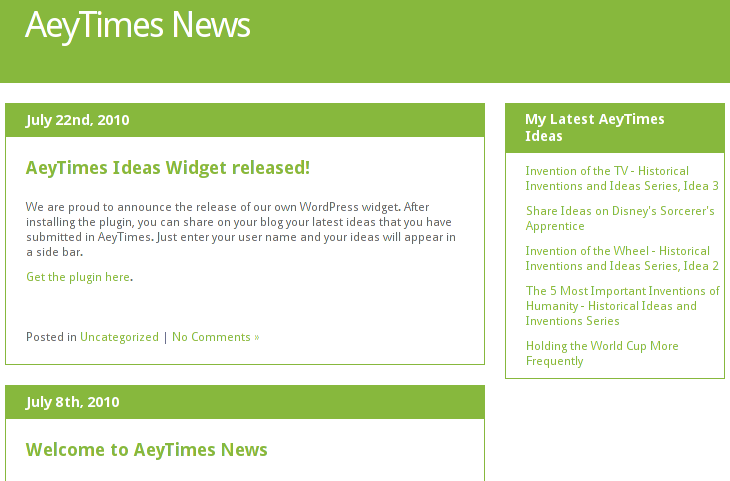 AeyTimes News
July 22nd, 2010
AeyTimes Ideas Widget released!
We are proud to announce the release of our own WordPress widget. After
installing the plugin, you can share on your blog your latest ideas that you have
submitted in AeyTimes. Just enter your user name and your ideas will appear in
a side bar.
Get the plugin here.
Posted in Uncategorized | No Comments »
July 8th, 2010
Welcome to AeyTimes News
My Latest AeyTimes
Ideas
Invention of the TV - Historical
Inventions and Ideas Series, Idea 3
Share Ideas on Disney's Sorcerer's
Apprentice
Invention of the Wheel - Historical
Inventions and Ideas Series, Idea 2
The 5 Most Important Inventions of
Humanity - Historical Ideas and
Inventions Series
Holding the World Cup More
Frequently